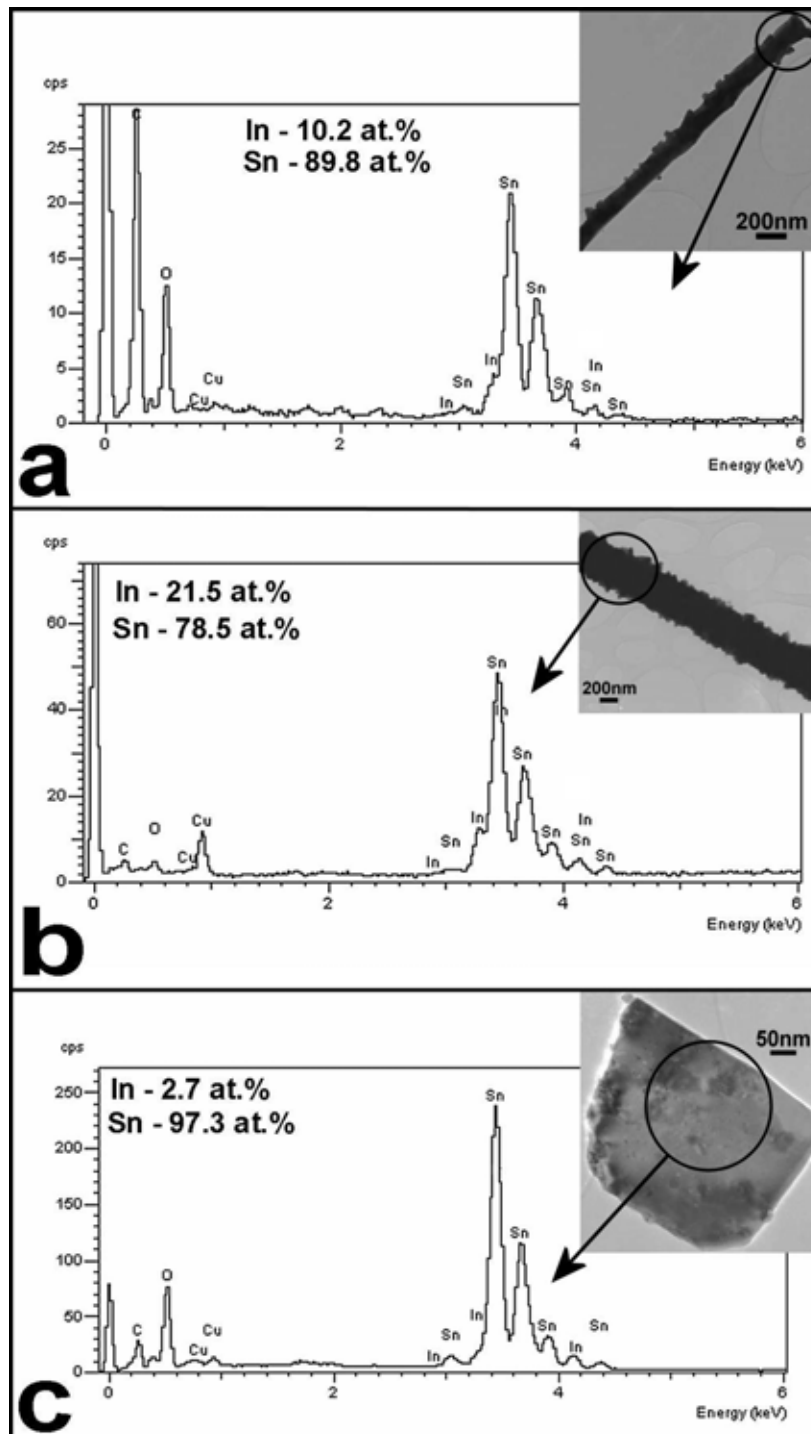 cps
In - 10.2 at.%
Sn - 89.8 at.%
200nm
25
20
15
10
5
0
C
O
Cu
Cu
In
Sn
In
Sn
Sn
Sn
In
Sn
Sn
0
2
4
6
Energy (keV)
a
cps
In - 21.5 at.%
Sn - 78.5 at.%
200nm
60
40
20
0
C
O
Cu
Cu
In
Sn
In
Sn
In
Sn
Sn
In
Sn
Sn
0
2
4
6
Energy (keV)
b
cps
In - 2.7 at.%
Sn - 97.3 at.%
50nm
250
200
150
100
50
0
C
O
Cu
Cu
In
Sn
In
Sn
Sn
Sn
In
Sn
0
2
4
6
Energy (keV)
c